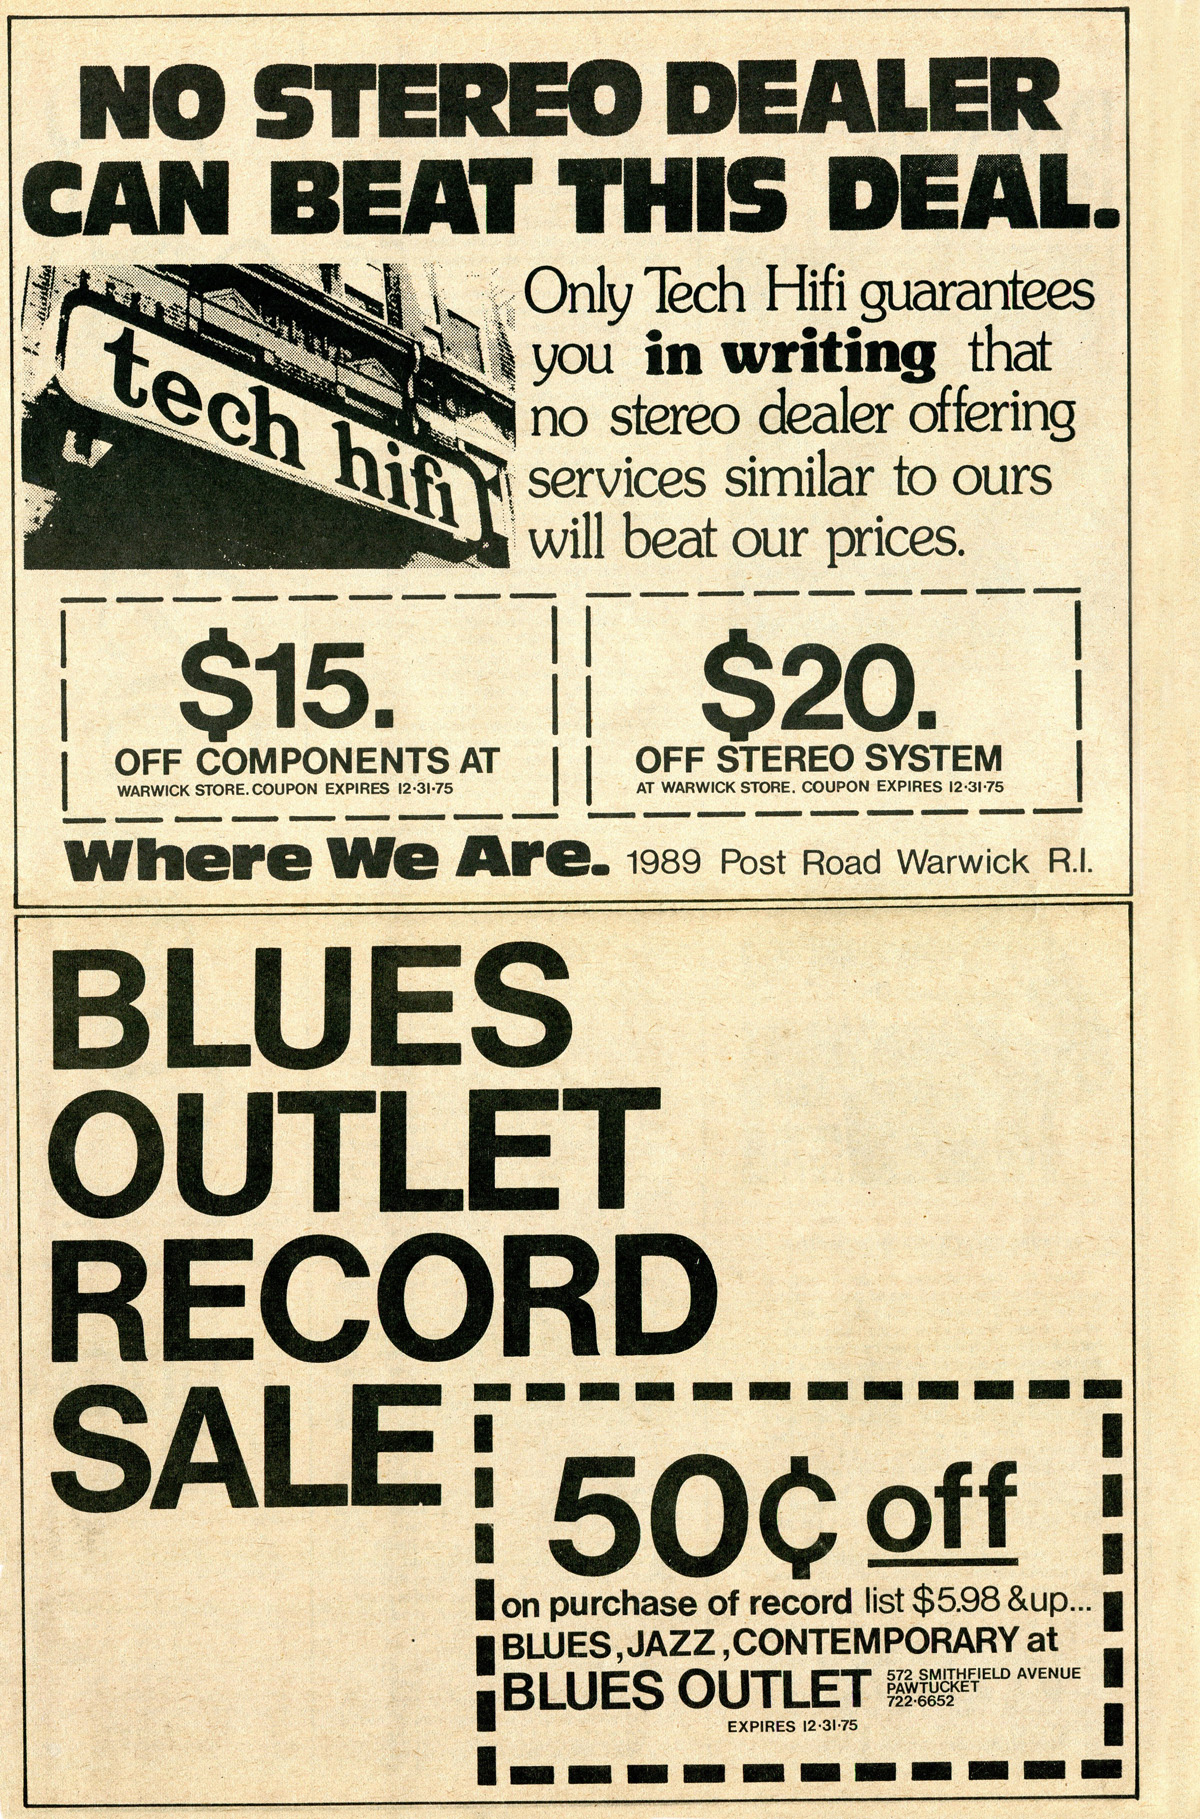 NO STEREO DEALER
CAN BEAT THIS DEAL.
tech hifi
Only Tech Hifi guarantees
you in writing that
no stereo dealer offering
services similar to ours
will beat our prices.
$15.
OFF COMPONENTS AT
WARWICK STORE. COUPON EXPIRES 12·31·75
$20.
OFF STEREO SYSTEM
AT WARWICK STORE. COUPON EXPIRES 12·31·75
Where We Are. 1989 Post Road Warwick R.I.
BLUES
OUTLET
RECORD
SALE
50¢ off
on purchase of record list $5.98 &up...
BLUES,JAZZ,CONTEMPORARY at
BLUES OUTLET
572 SMITHFIELD AVENUE
PAWTUCKET
722·6652
EXPIRES 12·31·75